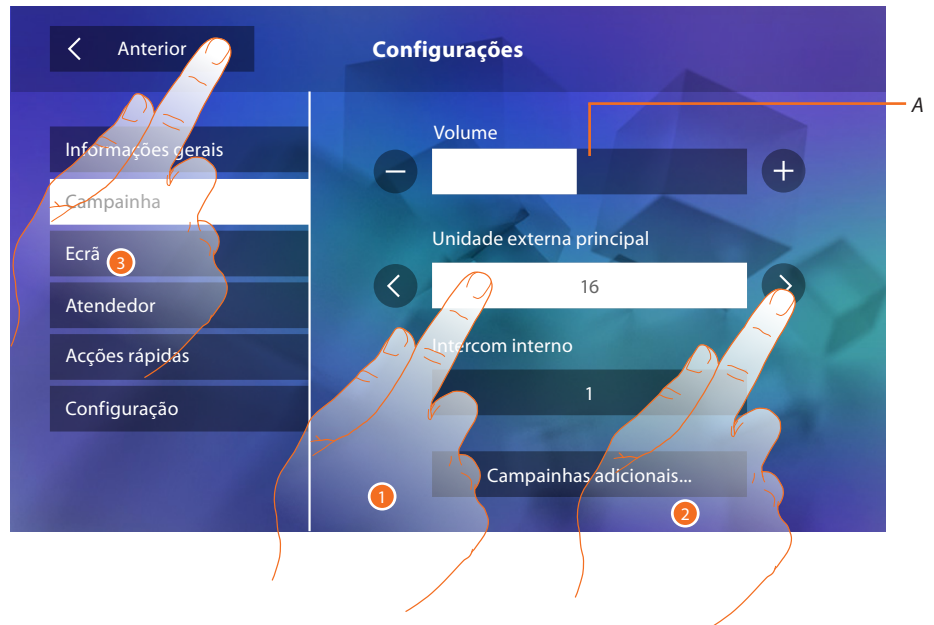 Anterior
Configurações
A
Informações gerais
Campainha
Ecrã
3
Atendedor
Acções rápidas
Configuração
Volume
Unidade externa principal
16
Intercom interno
1
Campainhas adicionais...
1
2